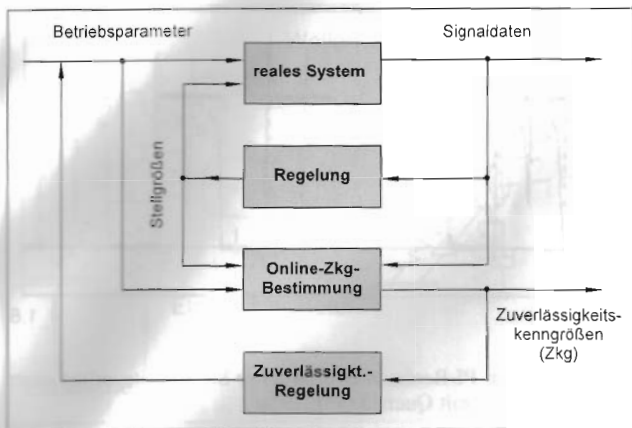 Betriebsparameter
Signaldaten
reales System
Stellgrößen
Regelung
Online-Zkg-
Bestimmung
Zuverlässigkeits-
kenngrößen
(Zkg)
Zuverlässigkt.-
Regelung